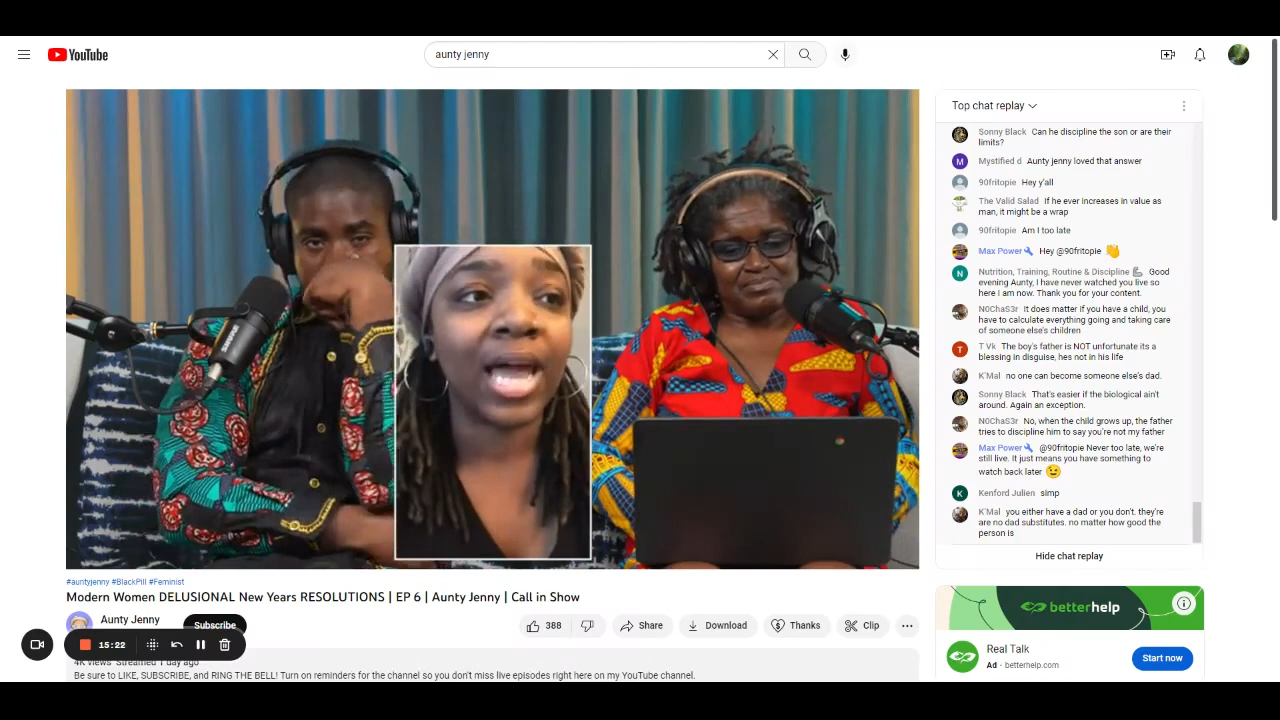 YouTube
aunty jenny
Top chat replay
Sonny Black Can he discipline the son or are their
limits?
Mystified d Aunty jenny loved that answer
90fritopie Hey y'all
The Valid Salad If he ever increases in value as
man, it might be a wrap
90fritopie Am I too late
Max Power Hey @90fritopie
Nutrition, Training, Routine & Discipline Good
evening Aunty, I have never watched you live so
here I am now. Thank you for your content.
N0ChaS3r It does matter if you have a child, you
have to calculate everything going and taking care
of someone else's children
T Vk The boy's father is NOT unfortunate its a
blessing in disguise, hes not in his life
K'Mal no one can become someone else's dad.
Sonny Black That's easier if the biological ain't
around. Again an exception.
N0ChaS3r No, when the child grows up, the father
tries to discipline him to say you're not my father
Max Power @90fritopie Never too late, we're
still live. It just means you have something to
watch back later
Kenford Julien simp
K'Mal you either have a dad or you don't. they're
are no dad substitutes. no matter how good the
person is
Hide chat replay
SHURE
#auntyjenny #BlackPill #Feminist
Modern Women DELUSIONAL New Years RESOLUTIONS | EP 6 | Aunty Jenny | Call in Show
Aunty Jenny
Subscribe
388
Share
Download
Thanks
Clip
15:22
4K views Streamed 1 day ago
Be sure to LIKE, SUBSCRIBE, and RING THE BELL! Turn on reminders for the channel so you don't miss live episodes right here on my YouTube channel.
betterhelp
Real Talk
Ad · betterhelp.com
Start now